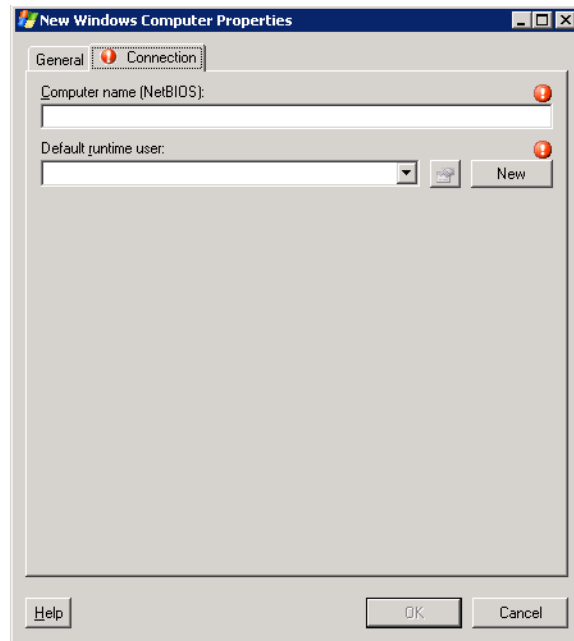 New Windows Computer Properties
General
Connection
Computer name (NetBIOS):
Default runtime user:
New
Help
OK
Cancel